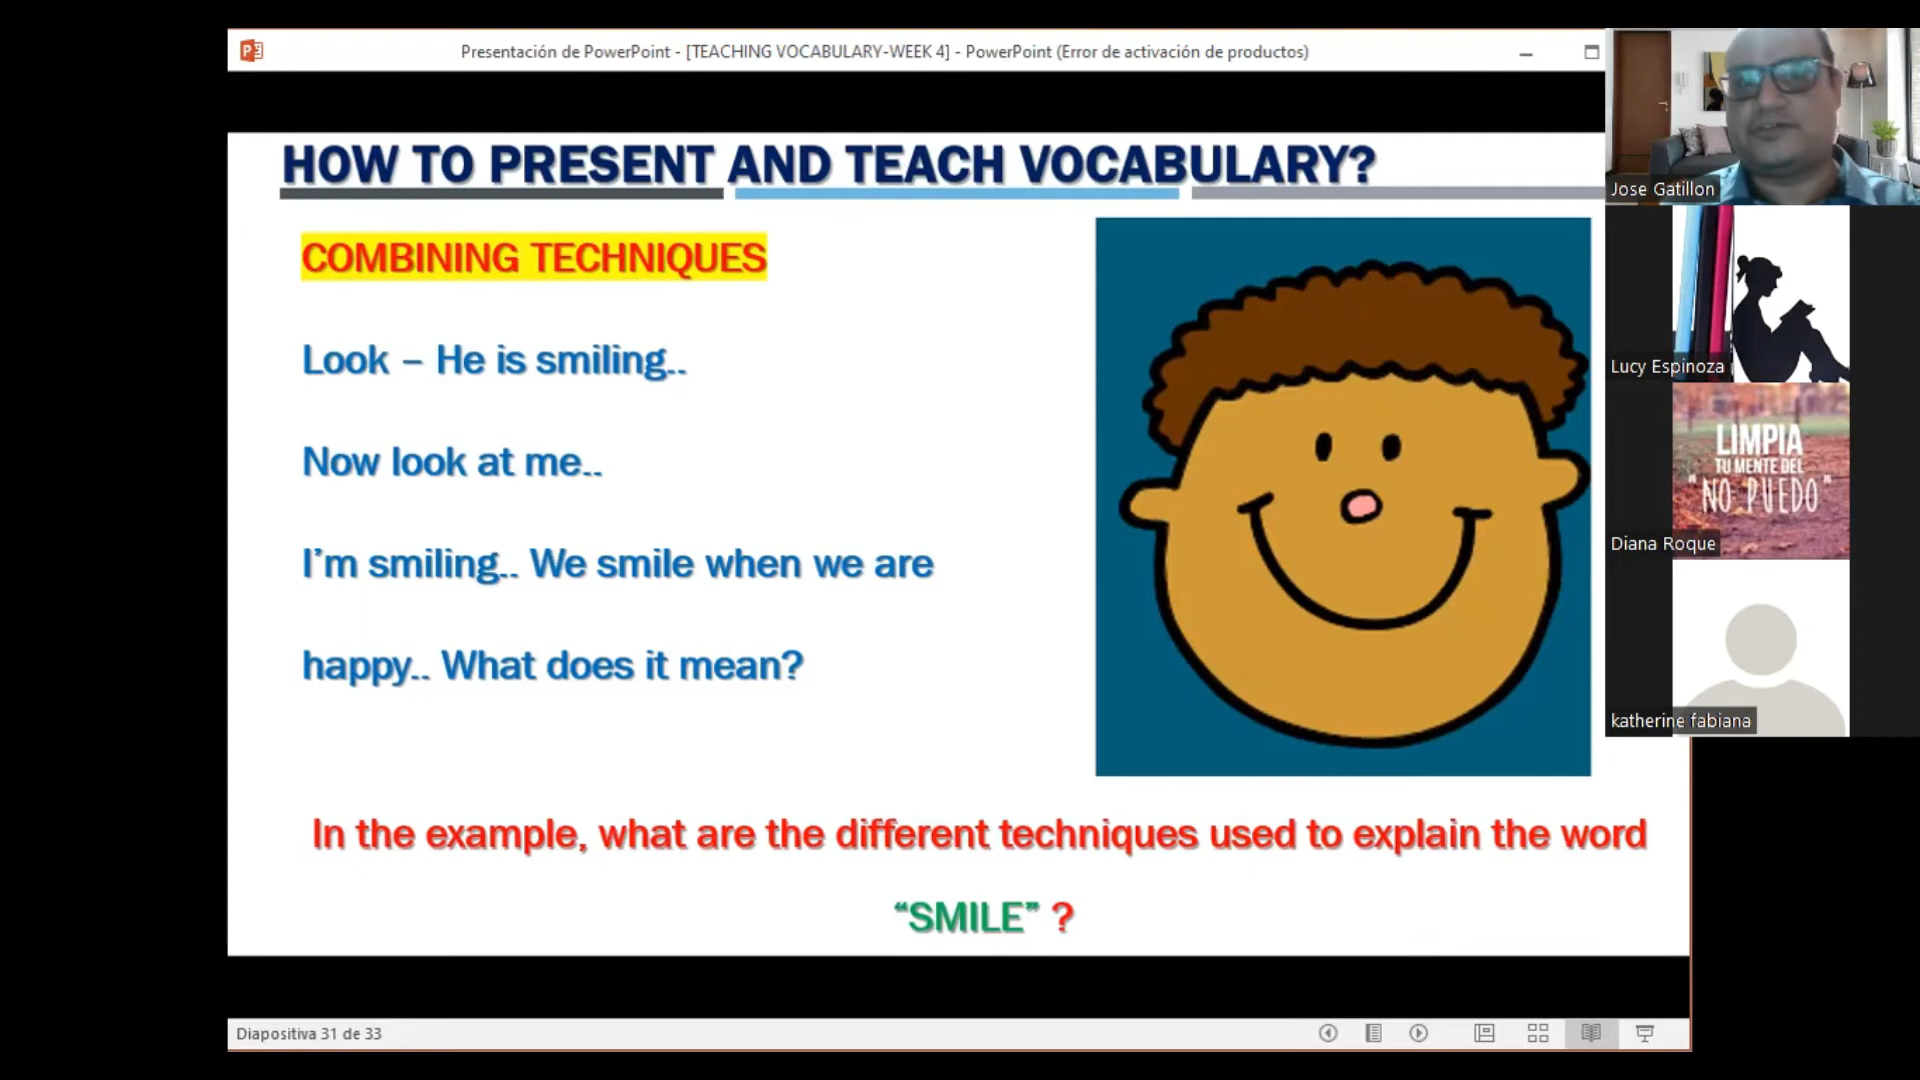 Presentación de PowerPoint - [TEACHING VOCABULARY-WEEK 4] - PowerPoint (Error de activación de productos)
HOW TO PRESENT AND TEACH VOCABULARY?
COMBINING TECHNIQUES
Look – He is smiling..
Now look at me..
I'm smiling.. We smile when we are
happy.. What does it mean?
In the example, what are the different techniques used to explain the word
“SMILE” ?
Diapositiva 31 de 33
Jose Gatillon
Lucy Espinoza
LIMPIA
TU MENTE DEL
"NO PUEDO"
Diana Roque
katherine fabiana